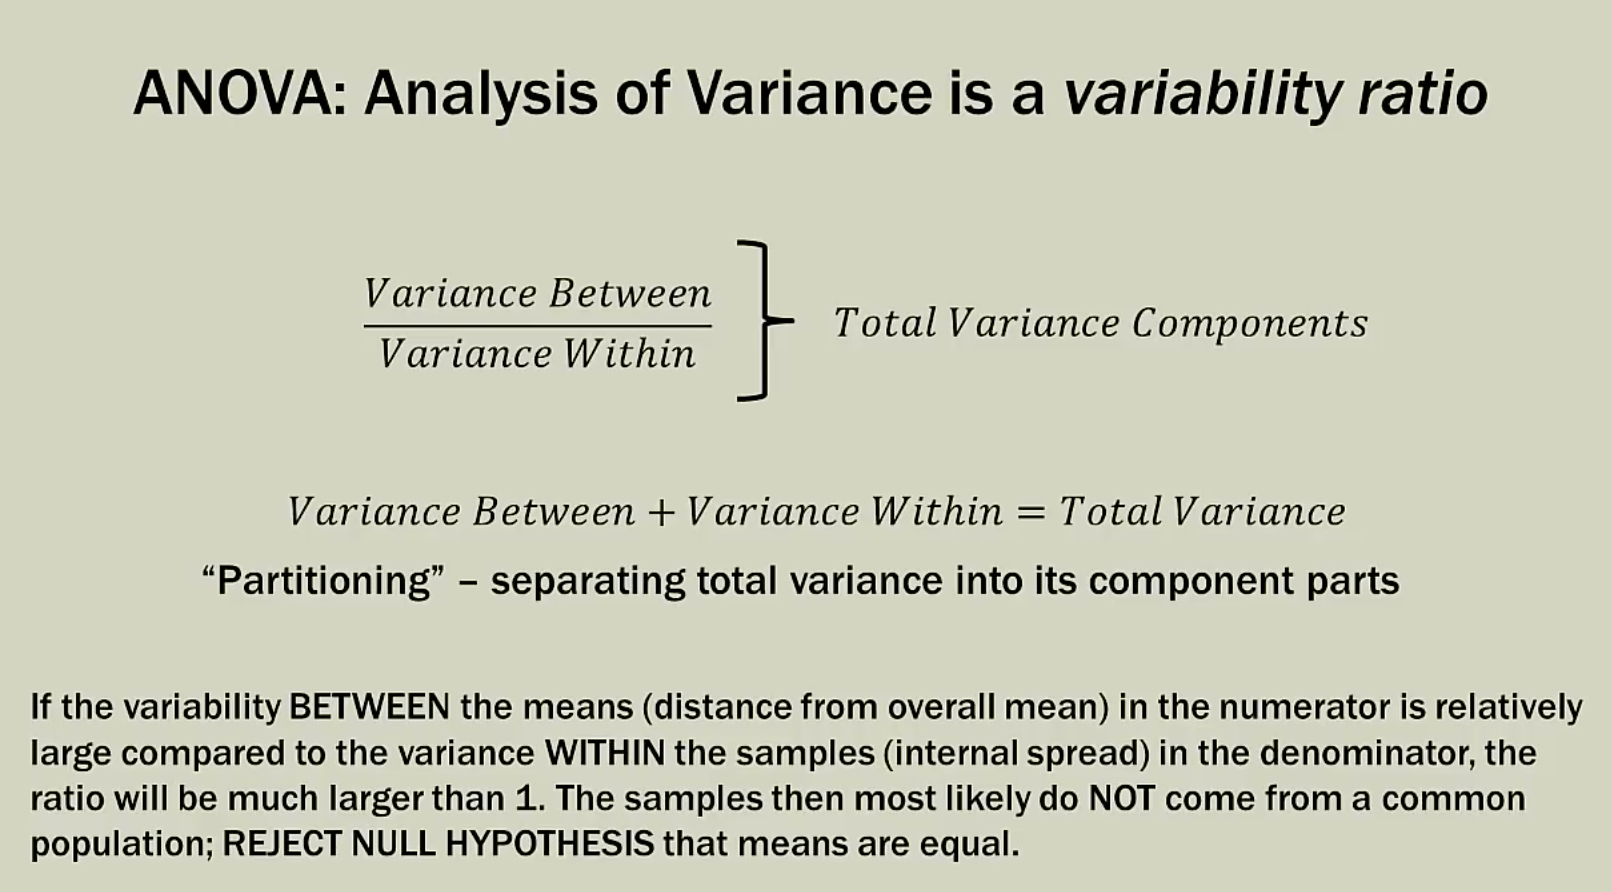 ANOVA: Analysis of Variance is a variability ratio
Variance Between
Variance Within
Total Variance Components
Variance Between + Variance Within = Total Variance
“Partitioning” – separating total variance into its component parts
If the variability BETWEEN the means (distance from overall mean) in the numerator is relatively
large compared to the variance WITHIN the samples (internal spread) in the denominator, the
ratio will be much larger than 1. The samples then most likely do NOT come from a common
population; REJECT NULL HYPOTHESIS that means are equal.